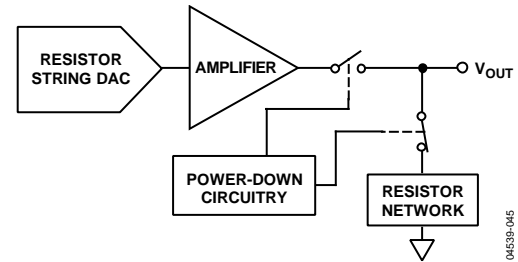 RESISTOR
STRING DAC
AMPLIFIER
VOUT
POWER-DOWN
CIRCUITRY
RESISTOR
NETWORK
04539-045